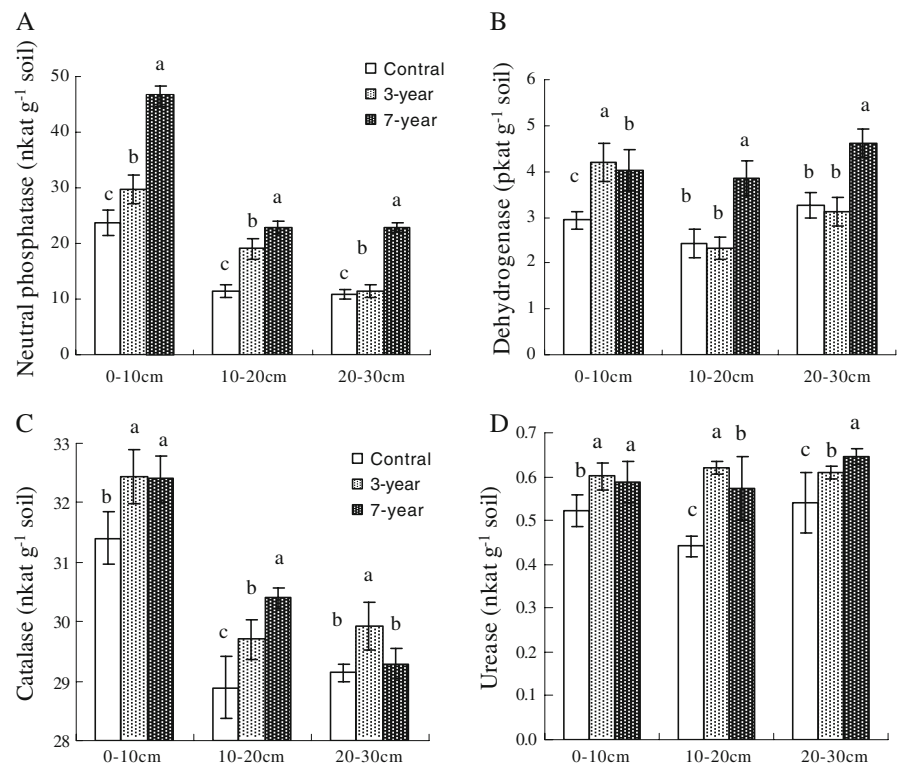 A
Neutral phosphatase (nkat g-1 soil)
60
50
40
30
20
10
0
c b a
c b a
c b a
Contral
3-year
7-year
0-10cm 10-20cm 20-30cm
B
Dehydrogenase (pkat g-1 soil)
6
5
4
3
2
1
0
c a b
b b a
b b a
0-10cm 10-20cm 20-30cm
C
Catalase (nkat g-1 soil)
33
32
31
30
29
28
b a a
c b a
b a b
Contral
3-year
7-year
0-10cm 10-20cm 20-30cm
D
Urease (nkat g-1 soil)
0.7
0.6
0.5
0.4
0.3
0.2
0.1
0.0
b a a
c a b
c b a
0-10cm 10-20cm 20-30cm